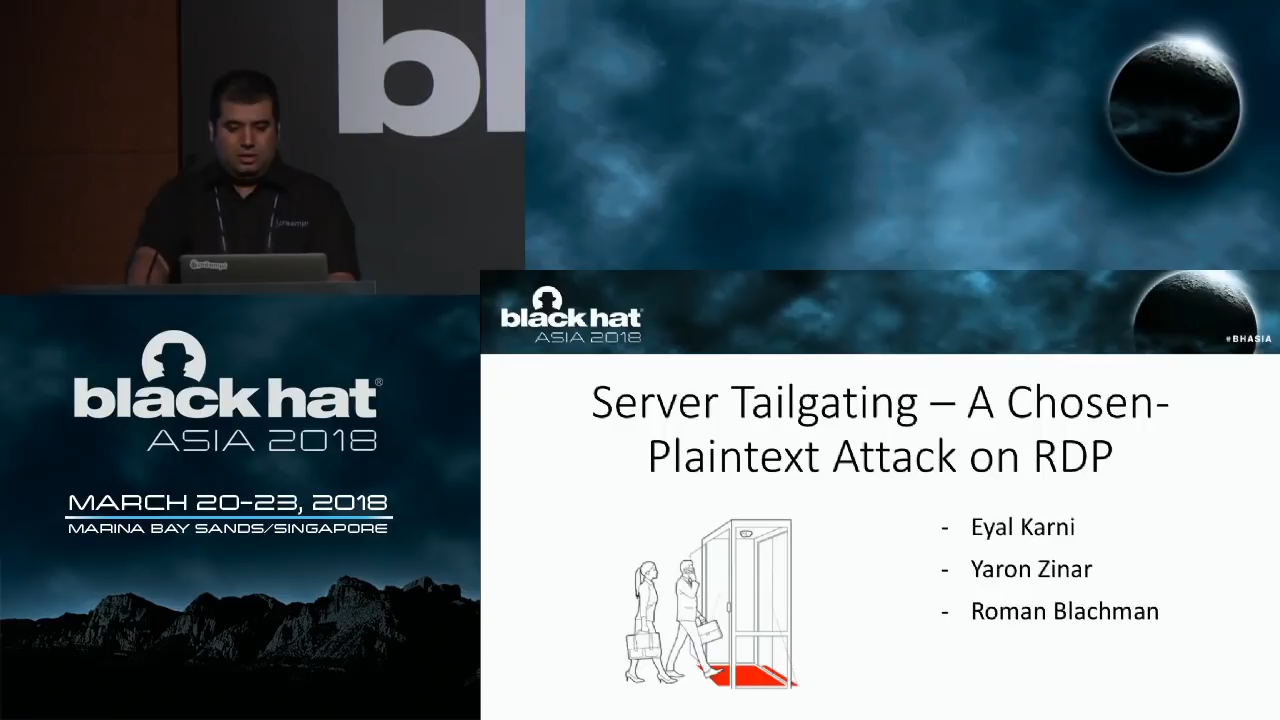 bl
black hat®
ASIA 2018
MARCH 20-23, 2018
MARINA BAY SANDS/SINGAPORE
black hat
ASIA 2018
#BHASIA
Server Tailgating – A Chosen-
Plaintext Attack on RDP
- Eyal Karni
- Yaron Zinar
- Roman Blachman